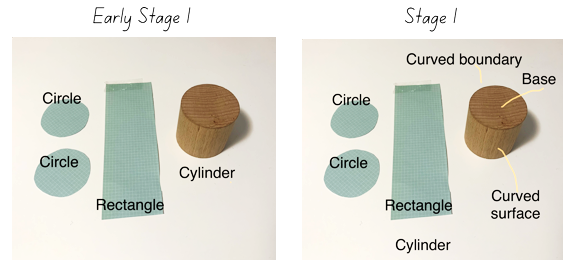 Early Stage 1
Circle
Circle
Rectangle
Cylinder
Stage 1
Curved boundary
Base
Circle
Circle
Rectangle
Curved
surface
Cylinder